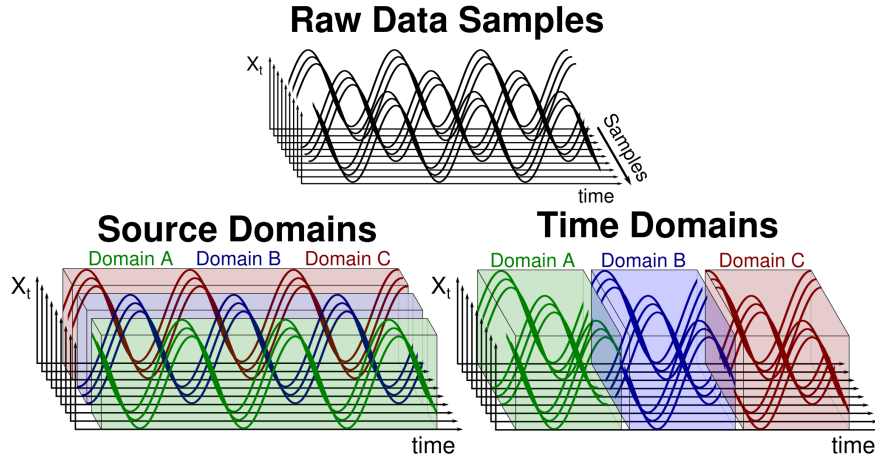 Raw Data Samples
Xt
Samples
time
Source Domains
Domain A Domain B Domain C
Xt
time
Time Domains
Domain A Domain B Domain C
Xt
time